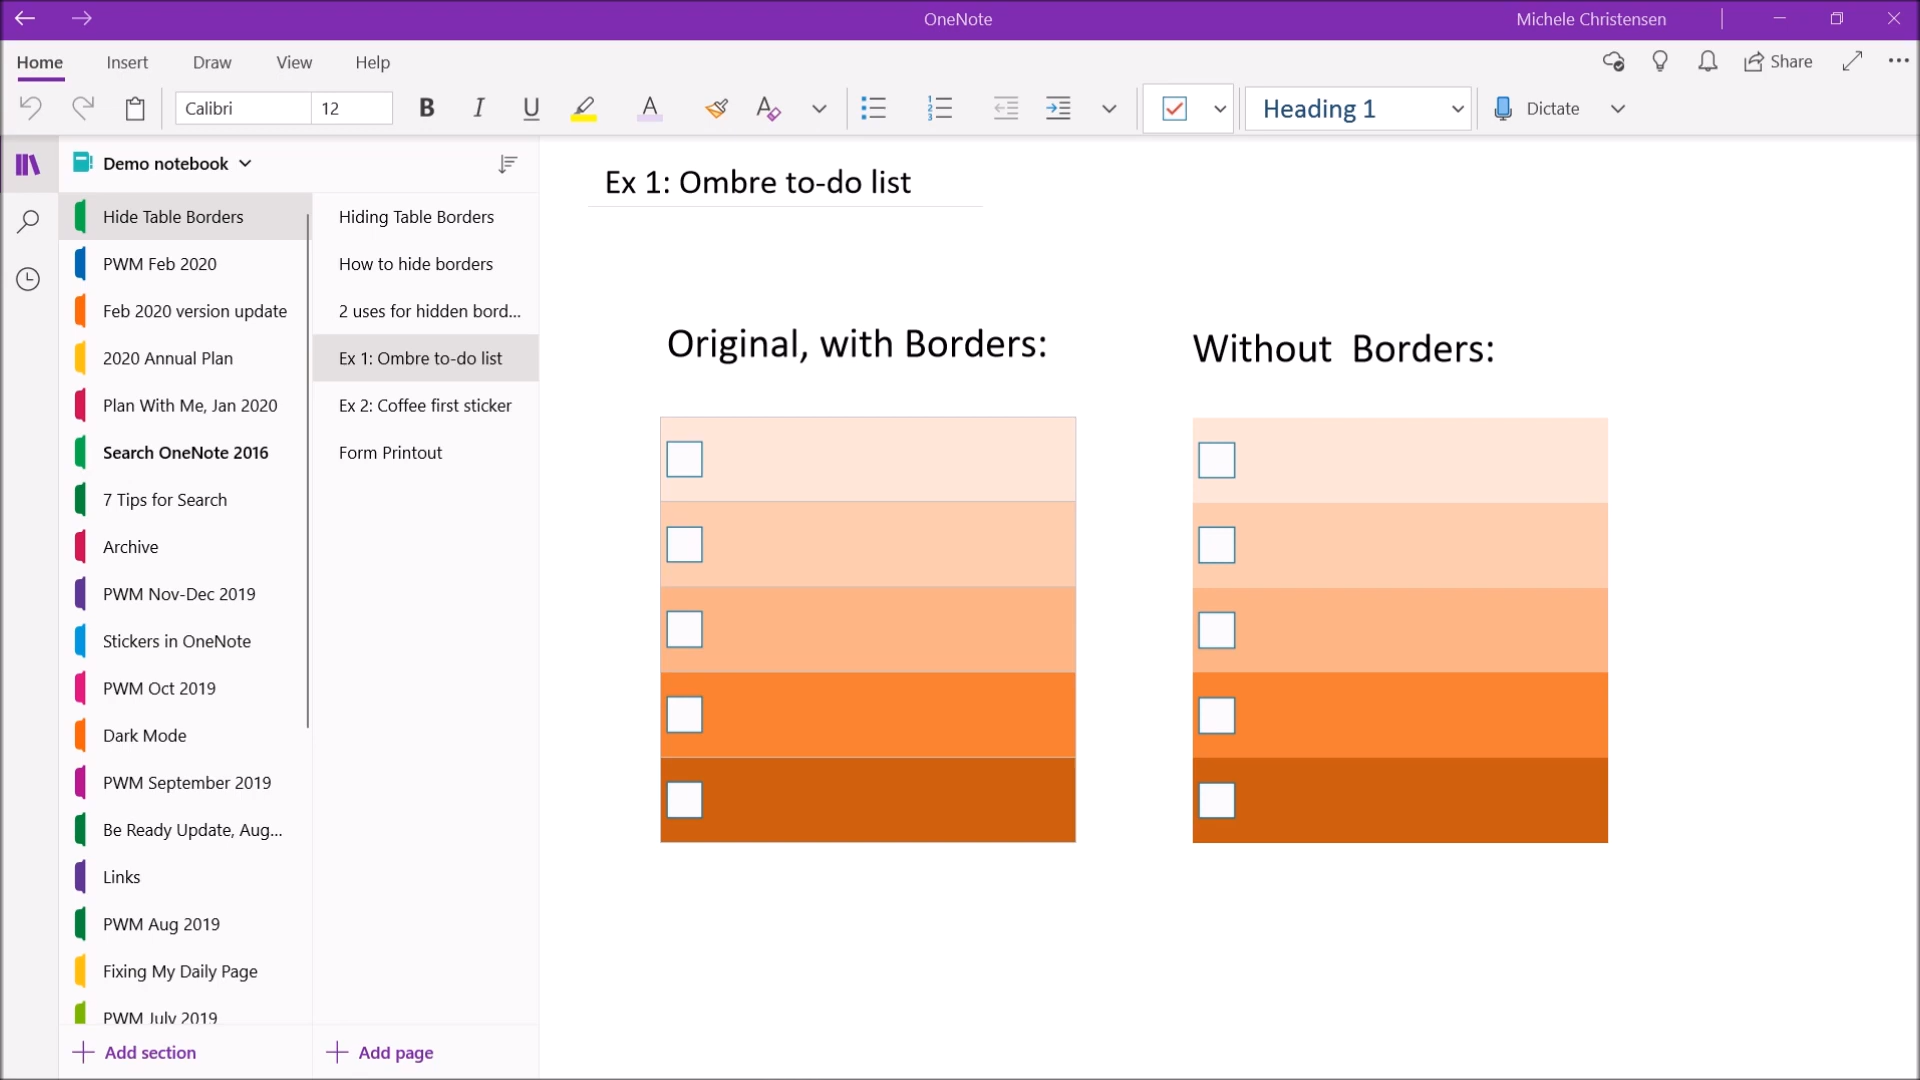 OneNote
Michele Christensen
Home
Insert
Draw
View
Help
Share
Calibri
12
B
I
U
A
A
Heading 1
Dictate
Demo notebook
Hide Table Borders
PWM Feb 2020
Feb 2020 version update
2020 Annual Plan
Plan With Me, Jan 2020
Search OneNote 2016
7 Tips for Search
Archive
PWM Nov-Dec 2019
Stickers in OneNote
PWM Oct 2019
Dark Mode
PWM September 2019
Be Ready Update, Aug...
Links
PWM Aug 2019
Fixing My Daily Page
PWM July 2019
Add section
Hiding Table Borders
How to hide borders
2 uses for hidden bord...
Ex 1: Ombre to-do list
Ex 2: Coffee first sticker
Form Printout
Add page
Ex 1: Ombre to-do list
Original, with Borders:
Without  Borders: